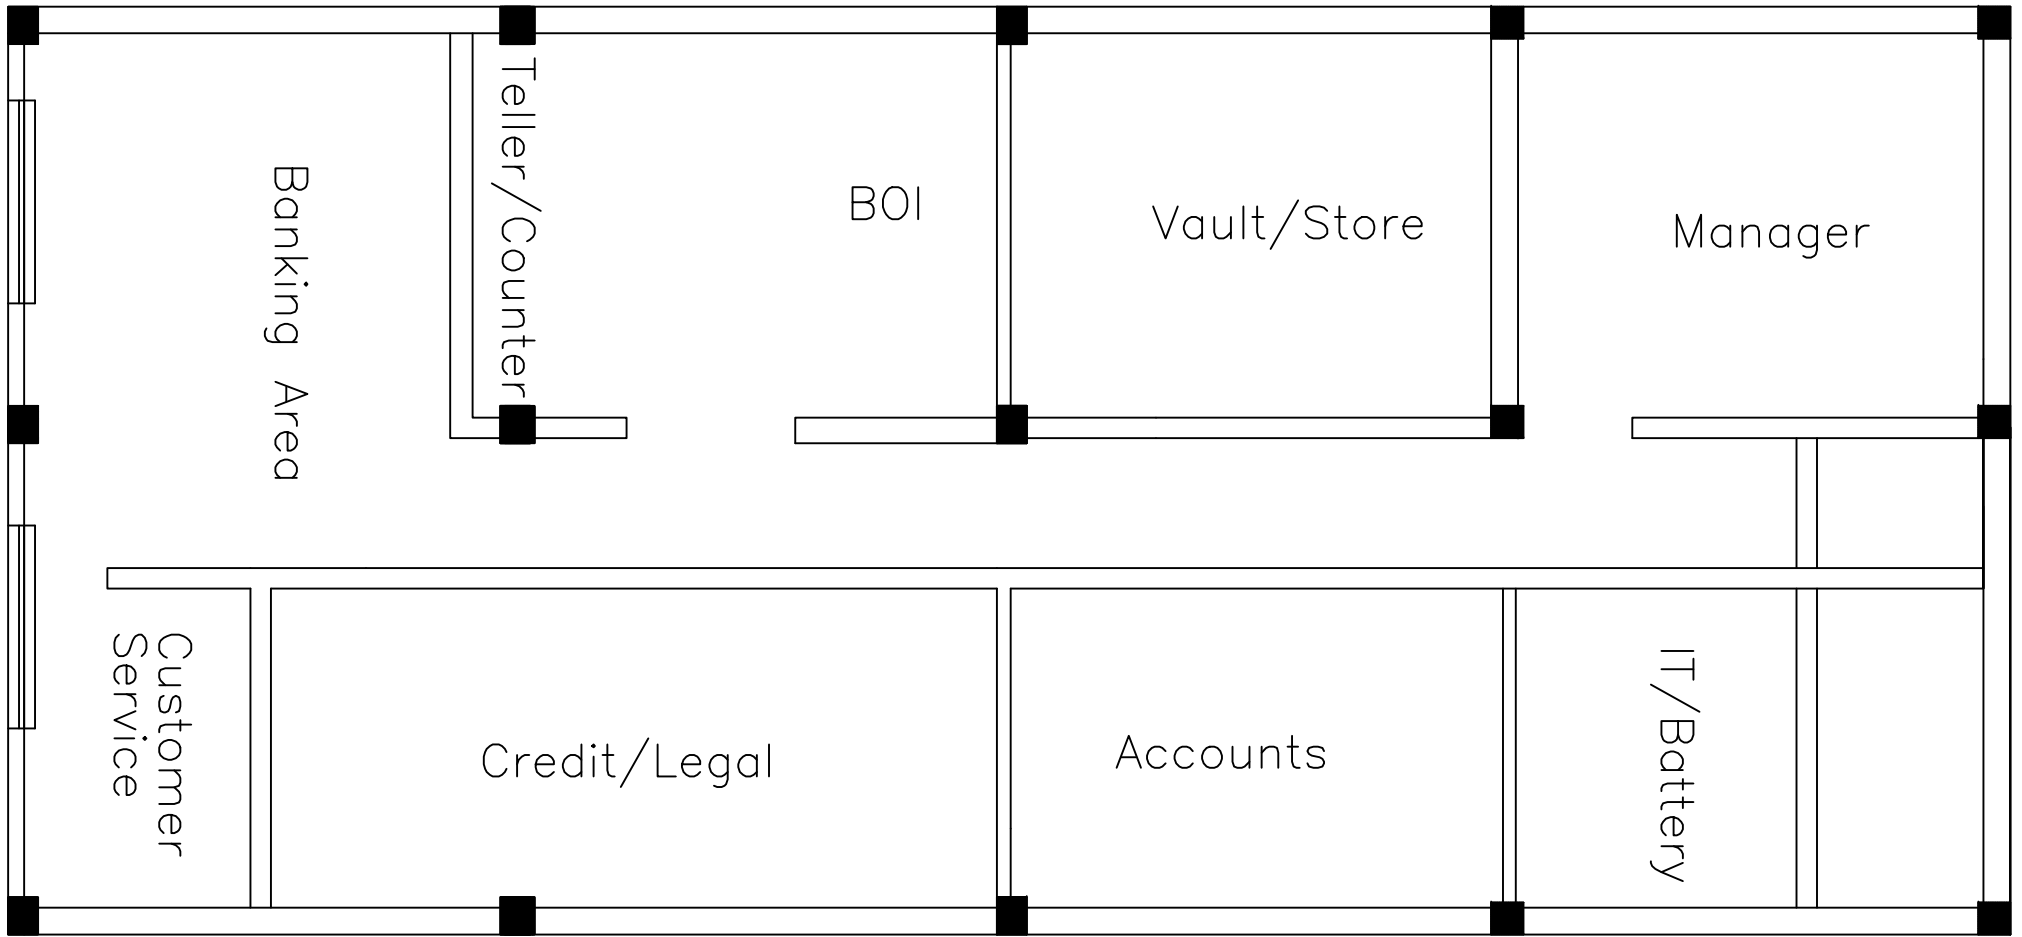 Banking Area
Teller/Counter
BOI
Vault/Store
Manager
Customer
Service
Credit/Legal
Accounts
IT/Battery